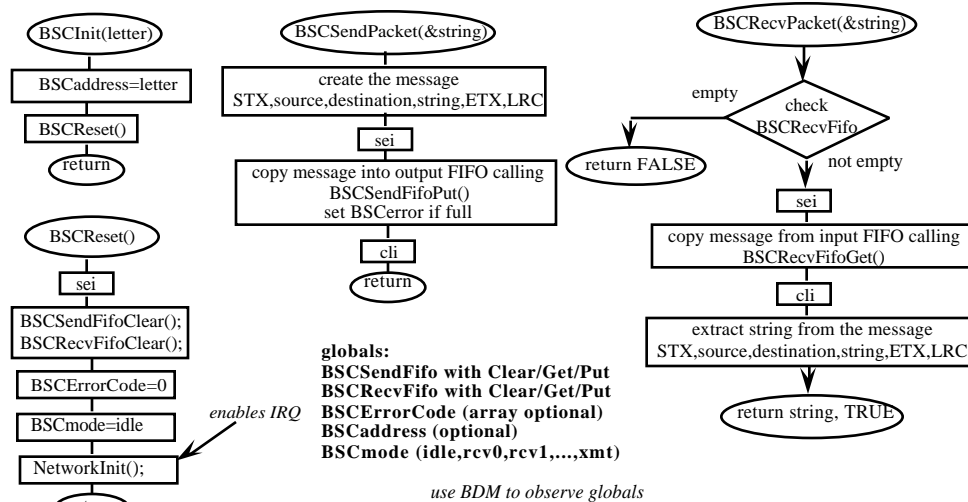 BSCInit(letter)
BSCaddress=letter
BSCReset()
return
BSCReset()
sei
BSCSendFifoClear();
BSCRecvFifoClear();
BSCErrorCode=0
BSCmode=idle
NetworkInit();
enables IRQ
BSCSendPacket(&string)
create the message
STX,source,destination,string,ETX,LRC
sei
copy message into output FIFO calling
BSCSendFifoPut()
set BSCerror if full
cli
return
globals:
BSCSendFifo with Clear/Get/Put
BSCRecvFifo with Clear/Get/Put
BSCErrorCode (array optional)
BSCaddress (optional)
BSCmode (idle,rcv0,rcv1,...,xmt)
use BDM to observe globals
BSCRecvPacket(&string)
check
BSCRecvFifo
empty
return FALSE
not empty
sei
copy message from input FIFO calling
BSCRecvFifoGet()
cli
extract string from the message
STX,source,destination,string,ETX,LRC
return string, TRUE